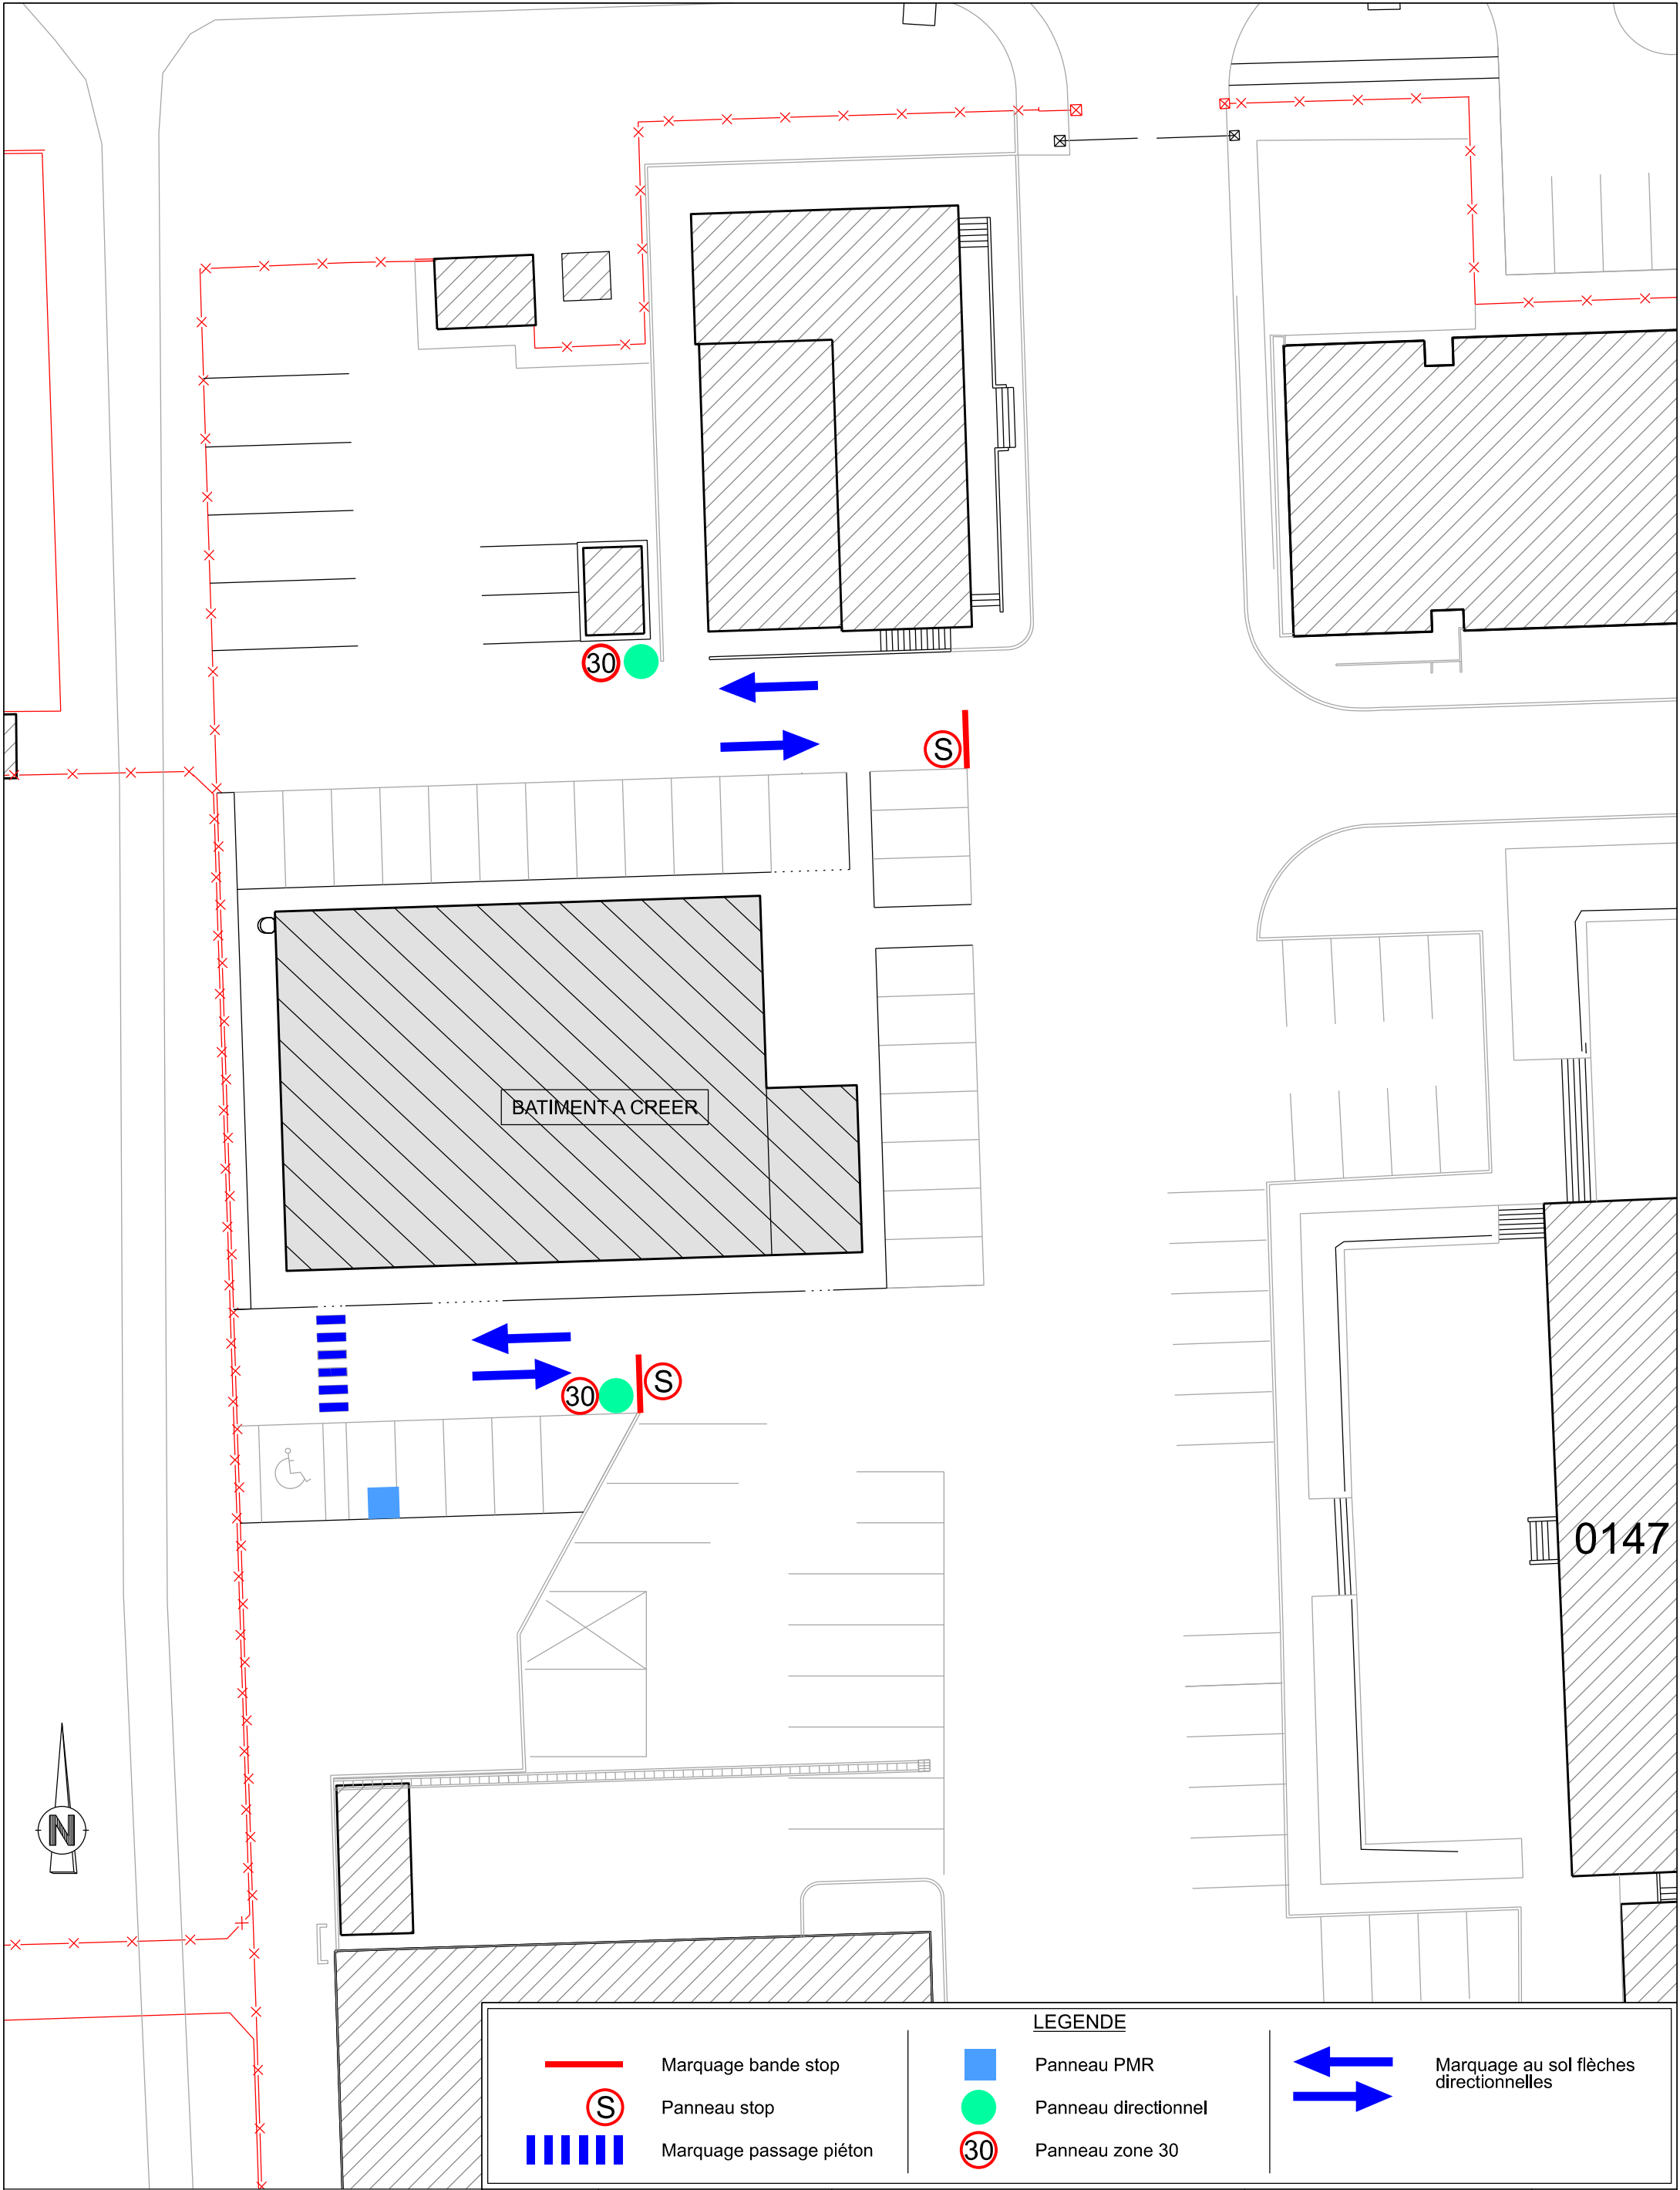 30
S
BATIMENT A CREER
30
S
0147
N
LEGENDE
Marquage bande stop
S
Panneau stop
Marquage passage piéton
Panneau PMR
Panneau directionnel
30
Panneau zone 30
Marquage au sol flèches
directionnelles